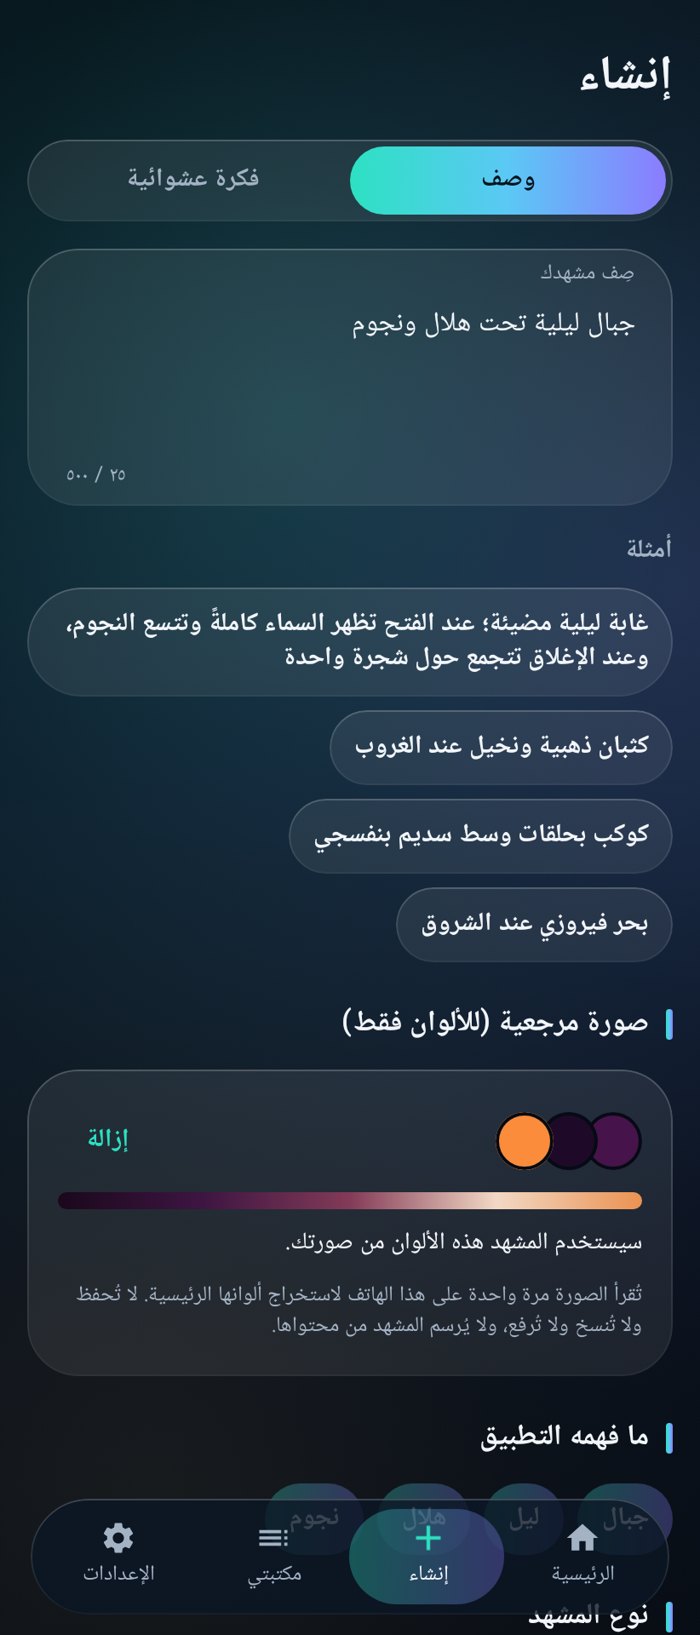 إنشاء
وصف
فكرة عشوائية
صِف مشهدك
جبال ليلية تحت هلال ونجوم
٢٥ / ٥٠٠
أمثلة
غابة ليلية مضيئة؛ عند الفتح تظهر السماء كاملةً وتتسع النجوم،
وعند الإغلاق تتجمع حول شجرة واحدة
كثبان ذهبية ونخيل عند الغروب
كوكب بحلقات وسط سديم بنفسجي
بحر فيروزي عند الشروق
صورة مرجعية (للألوان فقط)
إزالة
سيستخدم المشهد هذه الألوان من صورتك.
تُقرأ الصورة مرة واحدة على هذا الهاتف لاستخراج ألوانها الرئيسية. لا تُحفظ
ولا تُنسخ ولا تُرفع، ولا يُرسم المشهد من محتواها.
ما فهمه التطبيق
جبال
ليل
هلال
نجوم
الرئيسية
إنشاء
مكتبتي
الإعدادات
نوع المشهد